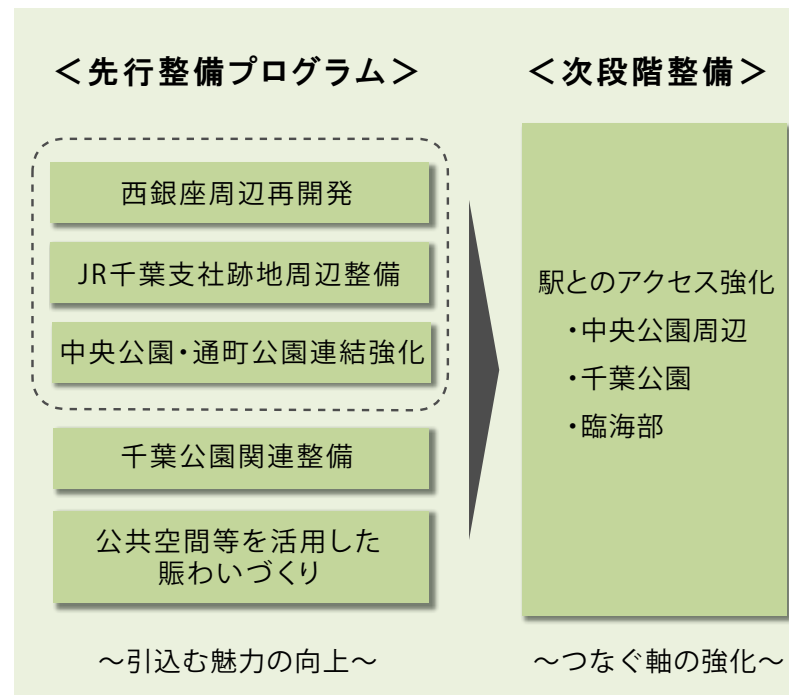 ＜先行整備プログラム＞
西銀座周辺再開発
JR千葉支社跡地周辺整備
中央公園・通町公園連結強化
千葉公園関連整備
公共空間等を活用した
賑わいづくり
～引込む魅力の向上～
＜次段階整備＞
駅とのアクセス強化
・中央公園周辺
・千葉公園
・臨海部
～つなぐ軸の強化～